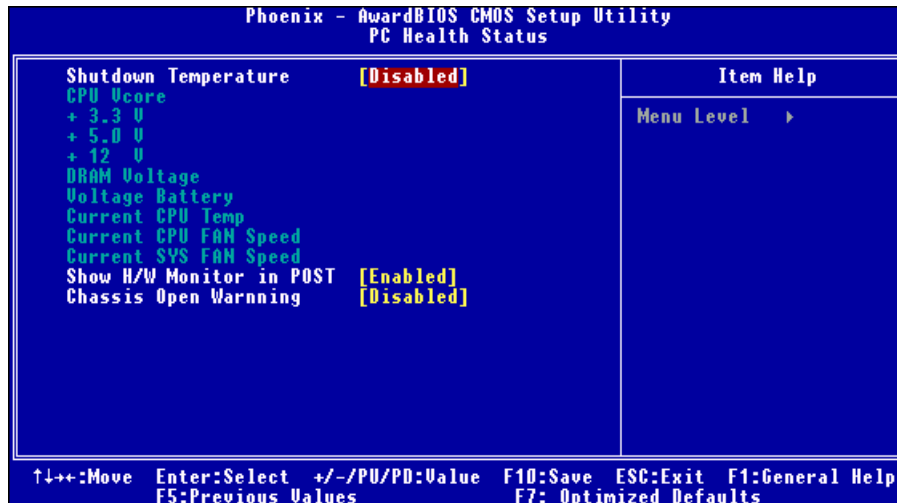 Phoenix - AwardBIOS CMOS Setup Utility
PC Health Status
Shutdown Temperature [Disabled]
CPU Vcore
+ 3.3 V
+ 5.0 V
+ 12 V
DRAM Voltage
Voltage Battery
Current CPU Temp
Current CPU FAN Speed
Current SYS FAN Speed
Show H/W Monitor in POST [Enabled]
Chassis Open Warnning [Disabled]
Item Help
Menu Level ▸
↑↓→←:Move Enter:Select +/-/PU/PD:Value F10:Save ESC:Exit F1:General Help
F5:Previous Values F7: Optimized Defaults